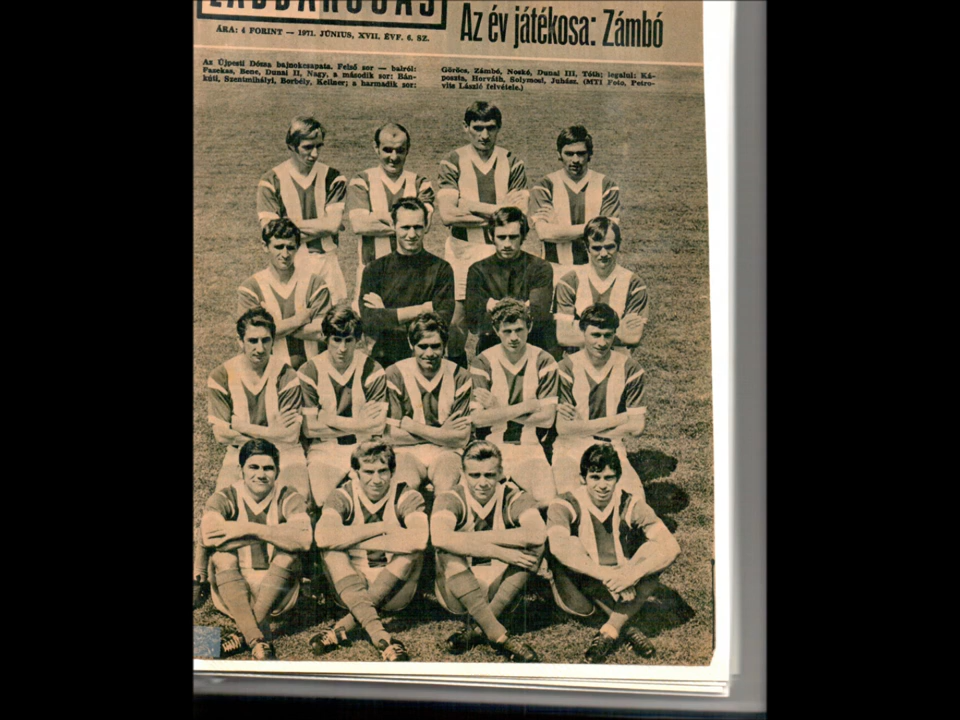 LABDARÚGÁS
ÁRA: 4 FORINT — 1971. JÚNIUS, XVII. ÉVF. 6. SZ.
Az év játékosa: Zámbó
Az Újpesti Dózsa bajnokcsapata. Felső sor — balról:
Fazekas, Bene, Dunai II, Nagy, a második sor: Bán-
kúti, Szentmihályi, Borbély, Kellner; a harmadik sor:
Göröcs, Zámbó, Noskó, Dunai III, Tóth; legalul: Ká-
poszta, Horváth, Solymosi, Juhász. (MTI Foto, Petro-
vits László felvétele.)